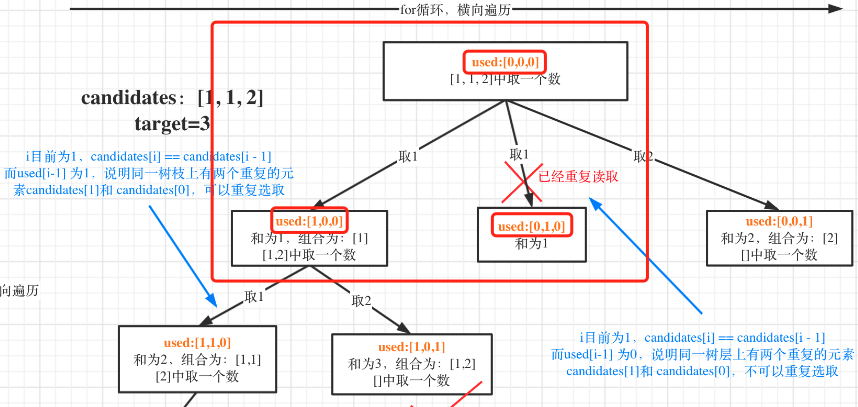 for循环，横向遍历
used:[0,0,0]
[1, 1, 2]中取一个数
candidates：[1, 1, 2]
target=3
i目前为1，candidates[i] == candidates[i - 1]
而used[i-1] 为1，说明同一树枝上有两个重复的元
素candidates[1]和 candidates[0]，可以重复选取
取1
取1
取2
已经重复读取
used:[1,0,0]
和为1，组合为：[1]
[1,2]中取一个数
used:[0,1,0]
和为1
used:[0,0,1]
和为2，组合为：[2]
[]中取一个数
向遍历
取1
取2
used:[1,1,0]
和为2，组合为：[1,1]
[2]中取一个数
used:[1,0,1]
和为3，组合为：[1,2]
[]中取一个数
i目前为1，candidates[i] == candidates[i - 1]
而used[i-1] 为0，说明同一树层上有两个重复的元素
candidates[1]和 candidates[0]，不可以重复选取